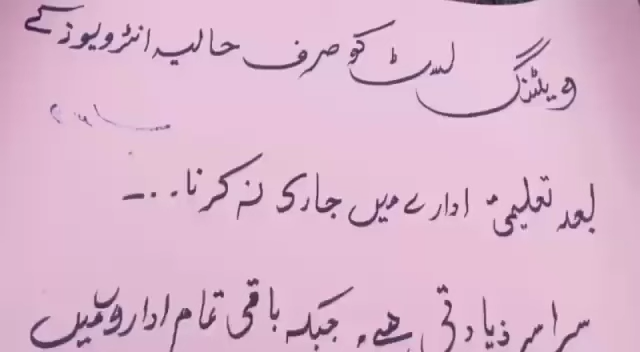 ویٹنگ لسٹ کو صرف حالیہ انٹرویوز کے
بعد تعلیمی ادارے میں جاری نہ کرنا...۔
سراسر زیادتی ہے۔ جبکہ باقی تمام اداروں میں